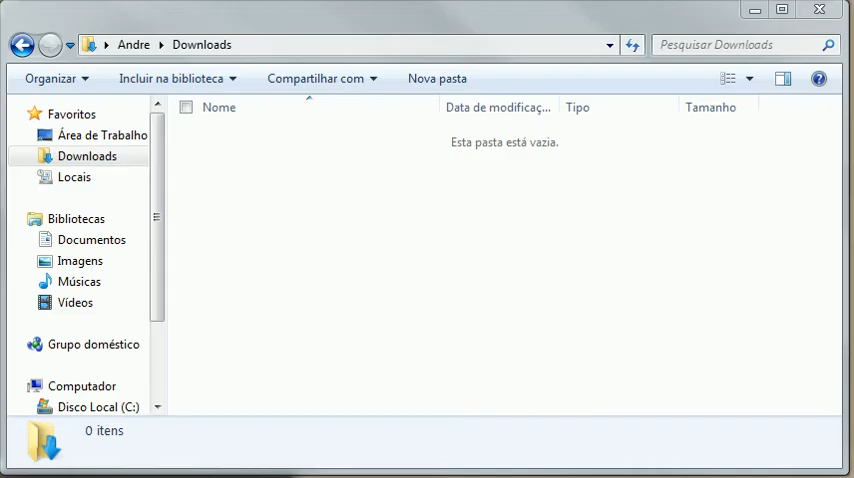 Andre Downloads
Pesquisar Downloads
Organizar Incluir na biblioteca Compartilhar com Nova pasta
Nome Data de modificaç... Tipo Tamanho
Esta pasta está vazia.
Favoritos
Área de Trabalho
Downloads
Locais
Bibliotecas
Documentos
Imagens
Músicas
Vídeos
Grupo doméstico
Computador
Disco Local (C:)
0 itens